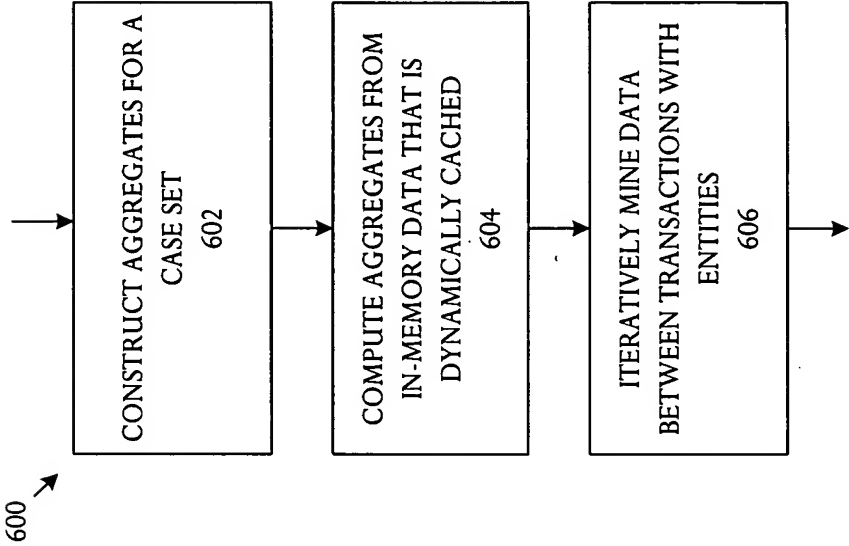 600
CONSTRUCT AGGREGATES FOR A
CASE SET
602
COMPUTE AGGREGATES FROM
IN-MEMORY DATA THAT IS
DYNAMICALLY CACHED
604
ITERATIVELY MINE DATA
BETWEEN TRANSACTIONS WITH
ENTITIES
606